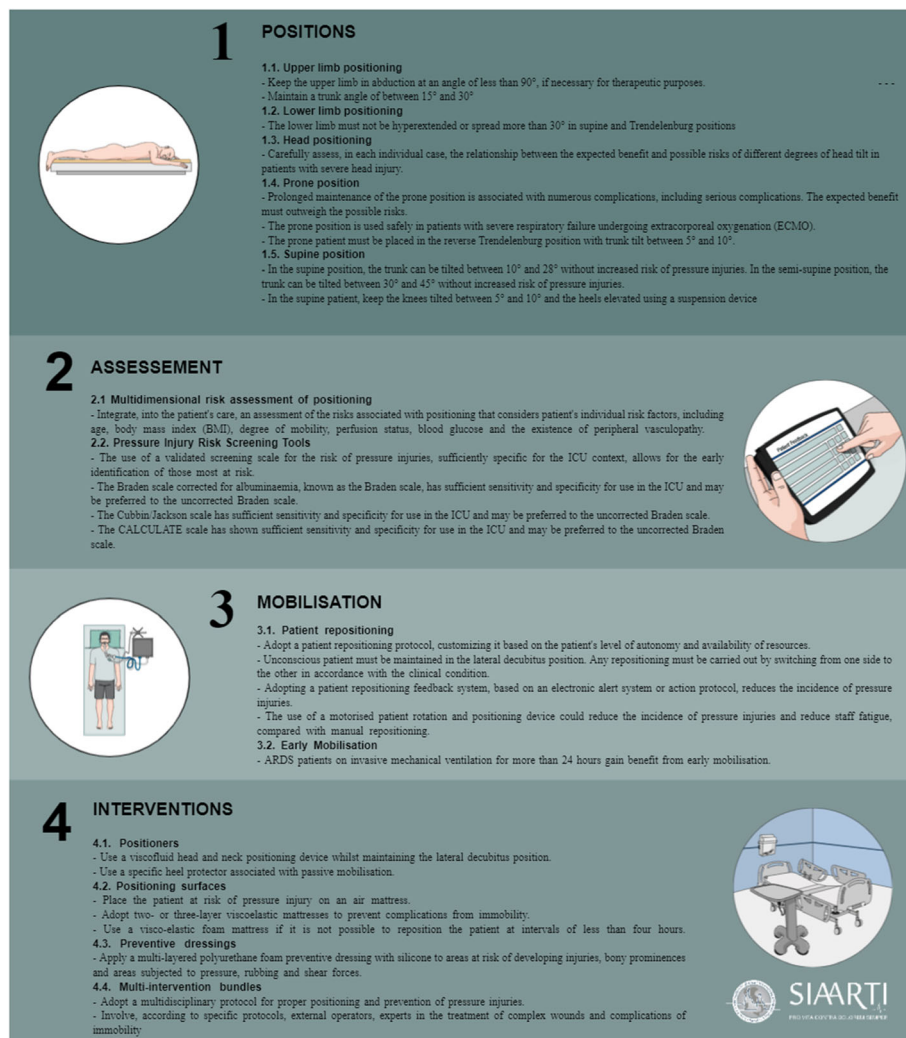 1
POSITIONS
1.1. Upper limb positioning
- Keep the upper limb in abduction at an angle of less than 90°, if necessary for therapeutic purposes.
- - -
- Maintain a trunk angle of between 15° and 30°
1.2. Lower limb positioning
- The lower limb must not be hyperextended or spread more than 30° in supine and Trendelenburg positions
1.3. Head positioning
- Carefully assess, in each individual case, the relationship between the expected benefit and possible risks of different degrees of head tilt in
patients with severe head injury.
1.4. Prone position
- Prolonged maintenance of the prone position is associated with numerous complications, including serious complications. The expected benefit
must outweigh the possible risks.
- The prone position is used safely in patients with severe respiratory failure undergoing extracorporeal oxygenation (ECMO).
- The prone patient must be placed in the reverse Trendelenburg position with trunk tilt between 5° and 10°.
1.5. Supine position
- In the supine position, the trunk can be tilted between 10° and 28° without increased risk of pressure injuries. In the semi-supine position, the
trunk can be tilted between 30° and 45° without increased risk of pressure injuries.
- In the supine patient, keep the knees tilted between 5° and 10° and the heels elevated using a suspension device
2
ASSESSEMENT
2.1 Multidimensional risk assessment of positioning
- Integrate, into the patient's care, an assessment of the risks associated with positioning that considers patient's individual risk factors, including
age, body mass index (BMI), degree of mobility, perfusion status, blood glucose and the existence of peripheral vasculopathy.
2.2. Pressure Injury Risk Screening Tools
- The use of a validated screening scale for the risk of pressure injuries, sufficiently specific for the ICU context, allows for the early
identification of those most at risk.
- The Braden scale corrected for albuminaemia, known as the Braden scale, has sufficient sensitivity and specificity for use in the ICU and may
be preferred to the uncorrected Braden scale.
- The Cubbin/Jackson scale has sufficient sensitivity and specificity for use in the ICU and may be preferred to the uncorrected Braden scale.
- The CALCULATE scale has shown sufficient sensitivity and specificity for use in the ICU and may be preferred to the uncorrected Braden
scale.
Patient Feedback
3
MOBILISATION
3.1. Patient repositioning
- Adopt a patient repositioning protocol, customizing it based on the patient's level of autonomy and availability of resources.
- Unconscious patient must be maintained in the lateral decubitus position. Any repositioning must be carried out by switching from one side to
the other in accordance with the clinical condition.
- Adopting a patient repositioning feedback system, based on an electronic alert system or action protocol, reduces the incidence of pressure
injuries.
- The use of a motorised patient rotation and positioning device could reduce the incidence of pressure injuries and reduce staff fatigue,
compared with manual repositioning.
3.2. Early Mobilisation
- ARDS patients on invasive mechanical ventilation for more than 24 hours gain benefit from early mobilisation.
4
INTERVENTIONS
4.1. Positioners
- Use a viscofluid head and neck positioning device whilst maintaining the lateral decubitus position.
- Use a specific heel protector associated with passive mobilisation.
4.2. Positioning surfaces
- Place the patient at risk of pressure injury on an air mattress.
- Adopt two- or three-layer viscoelastic mattresses to prevent complications from immobility.
- Use a visco-elastic foam mattress if it is not possible to reposition the patient at intervals of less than four hours.
4.3. Preventive dressings
- Apply a multi-layered polyurethane foam preventive dressing with silicone to areas at risk of developing injuries, bony prominences
and areas subjected to pressure, rubbing and shear forces.
4.4. Multi-intervention bundles
- Adopt a multidisciplinary protocol for proper positioning and prevention of pressure injuries.
- Involve, according to specific protocols, external operators, experts in the treatment of complex wounds and complications of
immobility
SIAARTI